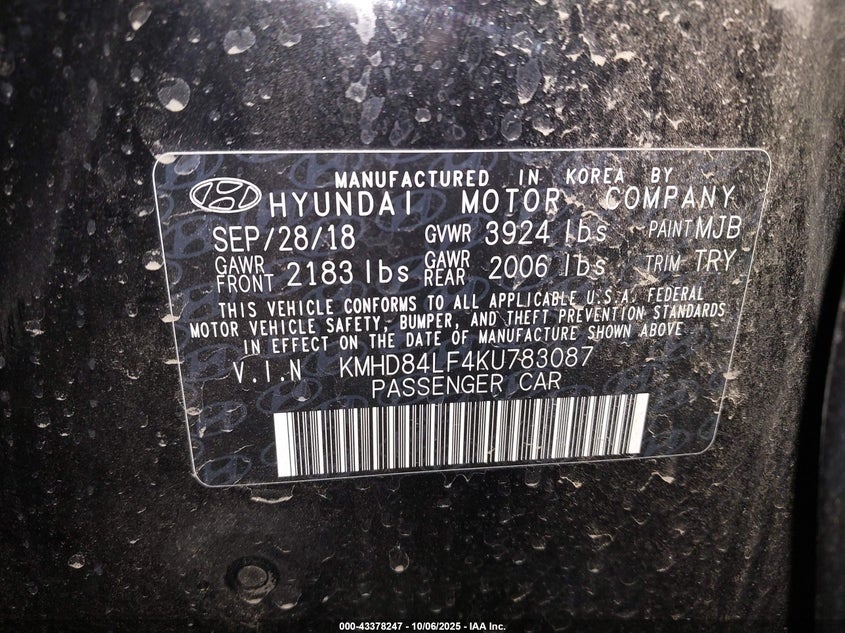 MANUFACTURED IN KOREA BY
HYUNDAI MOTOR COMPANY
SEP/28/18 GVWR 3924 lbs PAINT MJB
GAWR FRONT 2183 lbs GAWR REAR 2006 lbs TRIM TRY
THIS VEHICLE CONFORMS TO ALL APPLICABLE U.S.A. FEDERAL
MOTOR VEHICLE SAFETY, BUMPER, AND THEFT PREVENTION STANDARDS
IN EFFECT ON THE DATE OF MANUFACTURE SHOWN ABOVE.
V.I.N KMHD84LF4KU783087
PASSENGER CAR
000-43378247 - 10/06/2025 - IAA Inc.